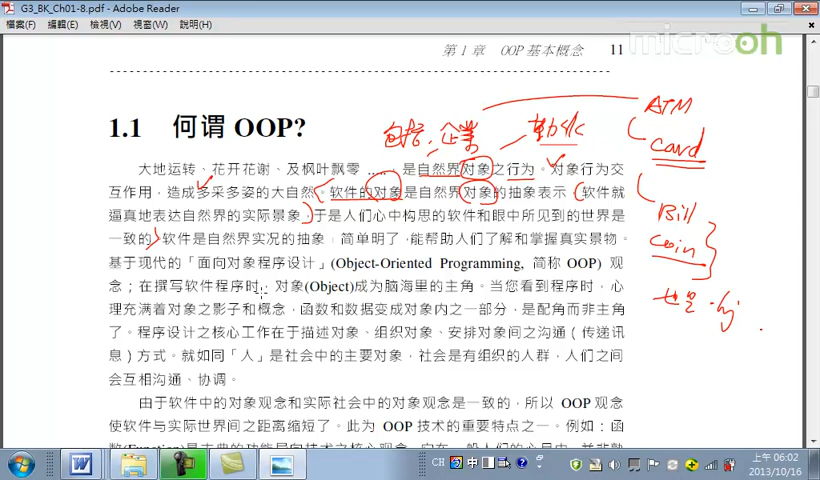 G3_BK_Ch01-8.pdf - Adobe Reader
檔案(F) 編輯(E) 檢視(V) 視窗(W) 說明(H)
microoh
第 1 章 OOP 基本概念 11
1.1 何谓 OOP?
包括: 企業
ATM
card
Bill
coin
大地运转、花开花谢、及枫叶飘零 ..... ，是自然界对象之行为。对象行为交
互作用，造成多采多姿的大自然。软件的对象是自然界对象的抽象表示，软件就
逼真地表达自然界的实际景象，于是人们心中构思的软件和眼中所见到的世界是
一致的。软件是自然界实况的抽象，简单明了，能帮助人们了解和掌握真实景物。
基于现代的「面向对象程序设计」(Object-Oriented Programming, 简称 OOP) 观
念；在撰写软件程序时，对象(Object)成为脑海里的主角。当您看到程序时，心
理充满着对象之影子和概念，函数和数据变成对象内之一部分，是配角而非主角
了。程序设计之核心工作在于描述对象、组织对象、安排对象间之沟通（传递讯
息）方式。就如同「人」是社会中的主要对象，社会是有组织的人群，人们之间
会互相沟通、协调。
由于软件中的对象观念和实际社会中的对象观念是一致的，所以 OOP 观念
使软件与实际世界间之距离缩短了。此为 OOP 技术的重要特点之一。例如：函
CH
上午 06:02
2013/10/16